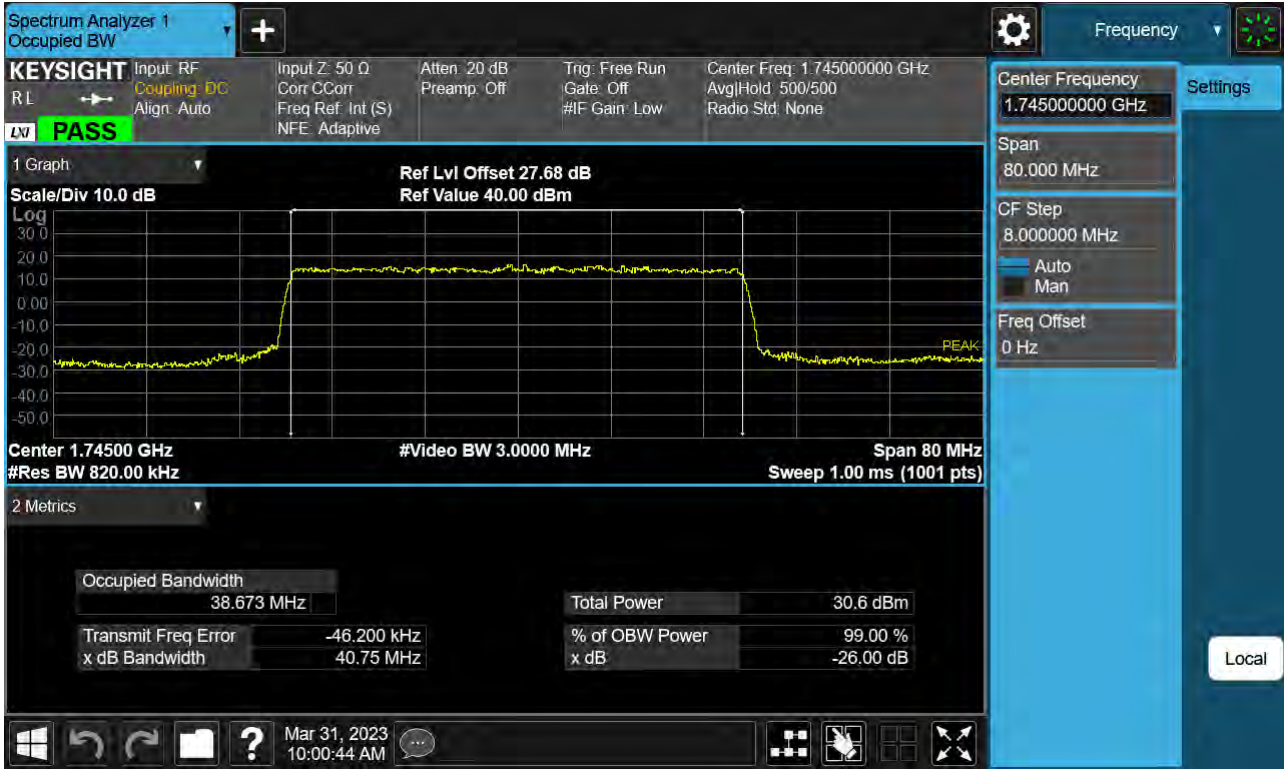 Spectrum Analyzer 1
Occupied BW
Frequency
KEYSIGHT
RL
LXI
PASS
Input: RF
Coupling: DC
Align: Auto
Input Z: 50 Ω
Corr CCorr
Freq Ref: Int (S)
NFE: Adaptive
Atten: 20 dB
Preamp: Off
Trig: Free Run
Gate: Off
#IF Gain: Low
Center Freq: 1.745000000 GHz
Avg|Hold: 500/500
Radio Std: None
Center Frequency
1.745000000 GHz
Settings
Span
80.000 MHz
CF Step
8.000000 MHz
Auto
Man
Freq Offset
0 Hz
Local
1 Graph
Scale/Div 10.0 dB
Ref Lvl Offset 27.68 dB
Ref Value 40.00 dBm
Log
30.0
20.0
10.0
0.00
-10.0
-20.0
-30.0
-40.0
-50.0
PEAK
Center 1.74500 GHz
#Video BW 3.0000 MHz
Span 80 MHz
#Res BW 820.00 kHz
Sweep 1.00 ms (1001 pts)
2 Metrics
Occupied Bandwidth
38.673 MHz
Total Power 30.6 dBm
Transmit Freq Error -46.200 kHz
% of OBW Power 99.00 %
x dB Bandwidth 40.75 MHz
x dB -26.00 dB
?
Mar 31, 2023
10:00:44 AM